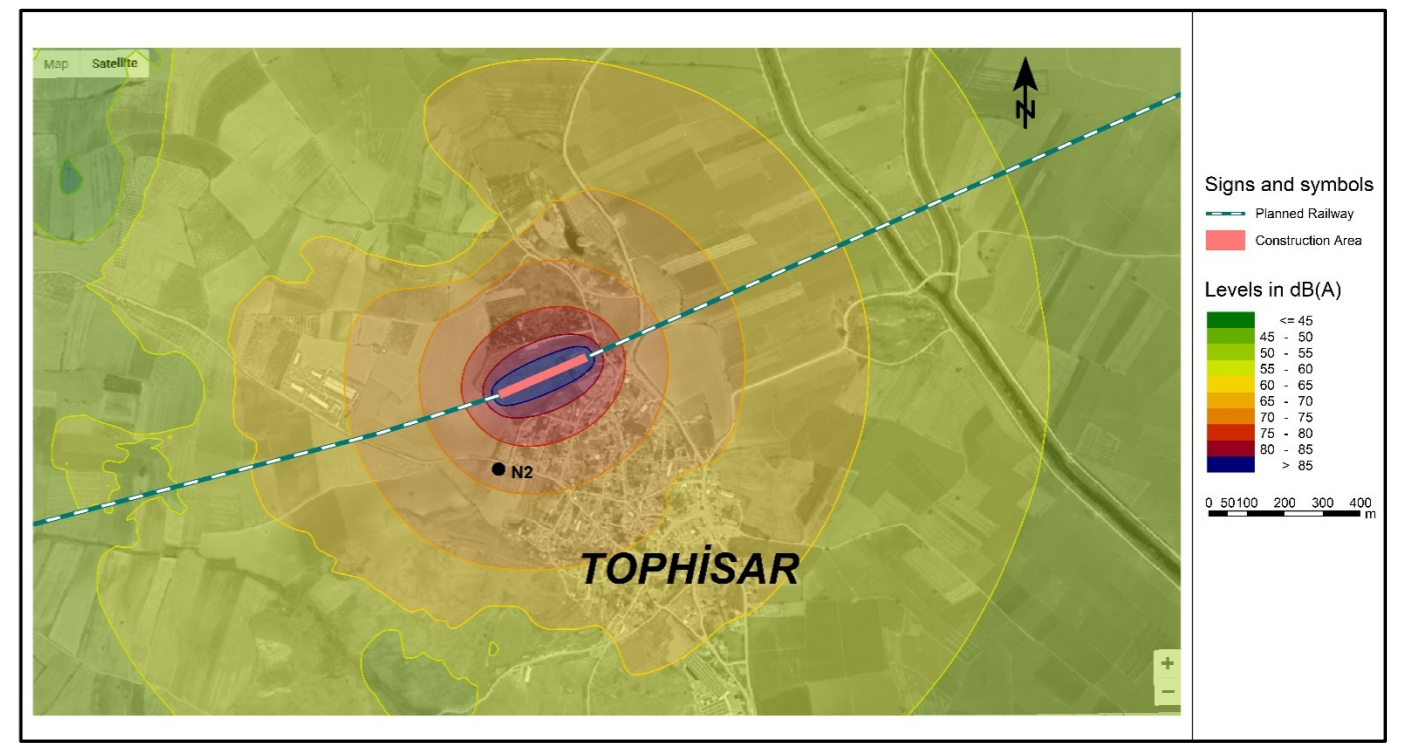 Map Satellite
N
N2
TOPHİSAR
+
−
Signs and symbols
Planned Railway
Construction Area
Levels in dB(A)
<= 45
45 - 50
50 - 55
55 - 60
60 - 65
65 - 70
70 - 75
75 - 80
80 - 85
> 85
0 50100 200 300 400
m